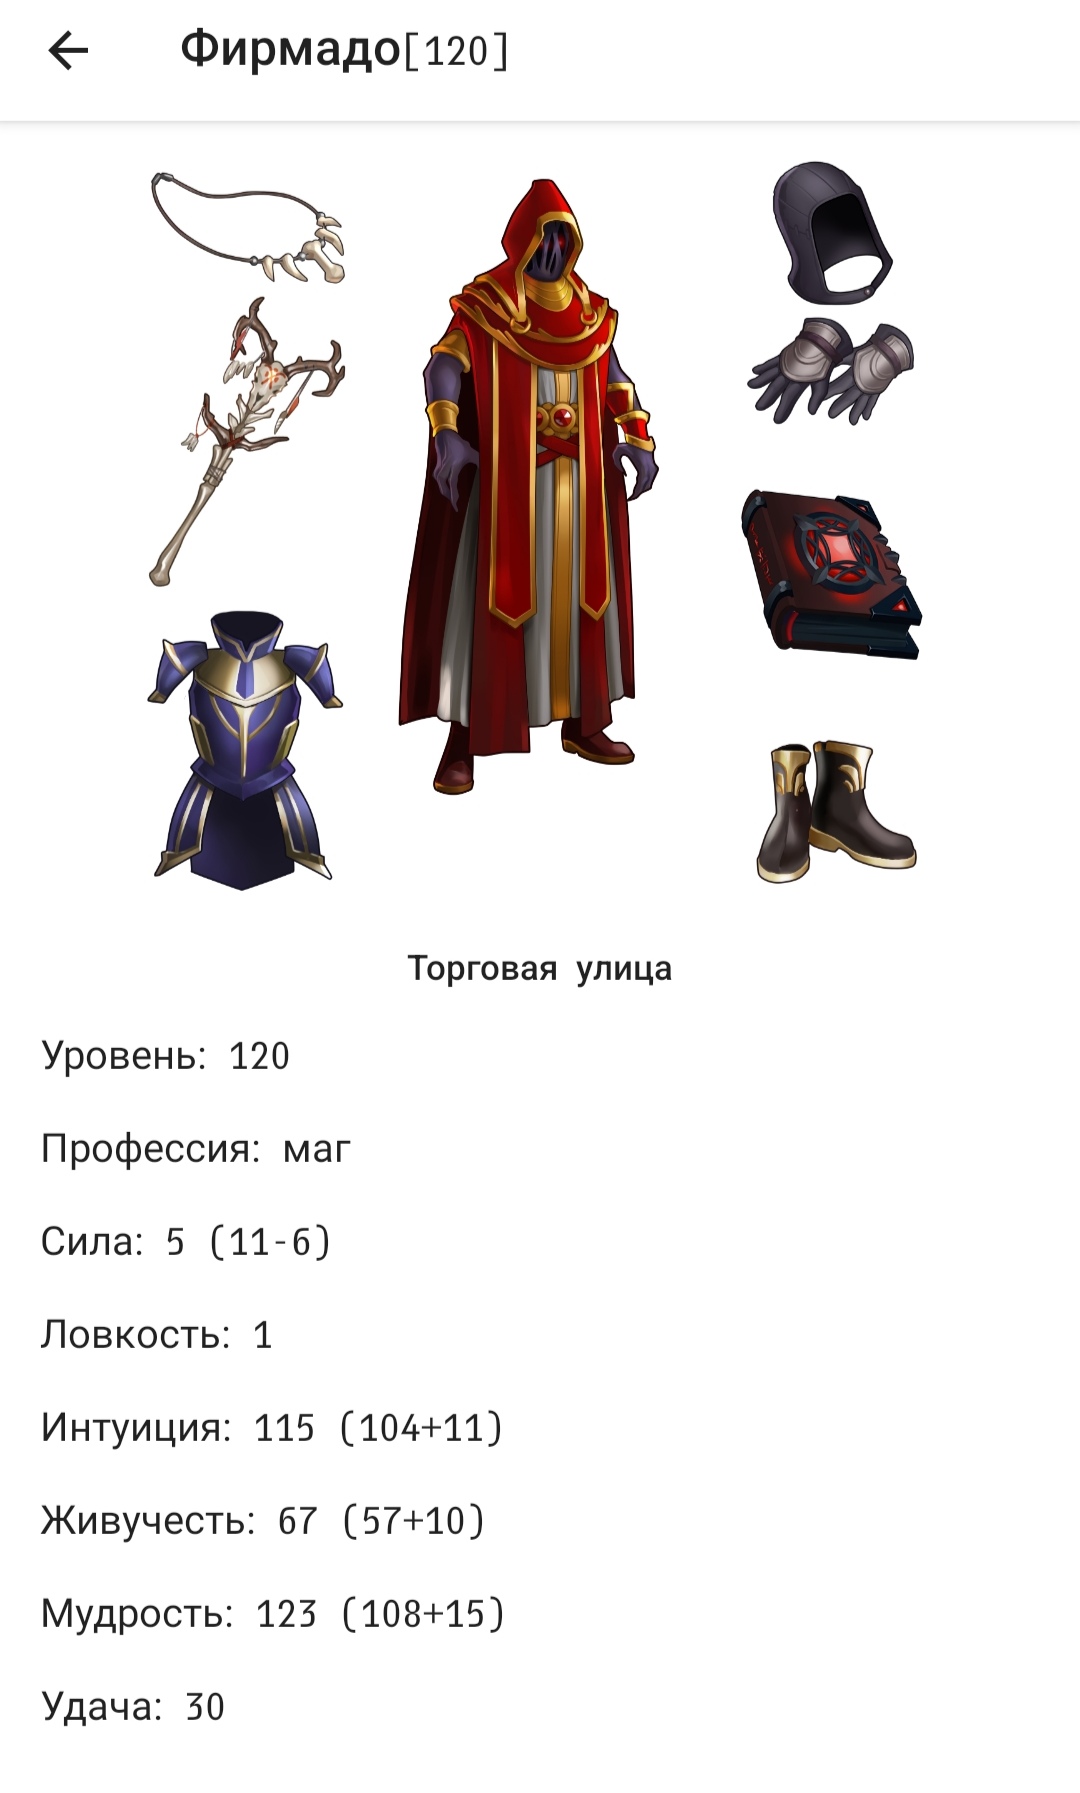 Фирмадо[120]
Торговая улица
Уровень: 120
Профессия: маг
Сила: 5 (11-6)
Ловкость: 1
Интуиция: 115 (104+11)
Живучесть: 67 (57+10)
Мудрость: 123 (108+15)
Удача: 30